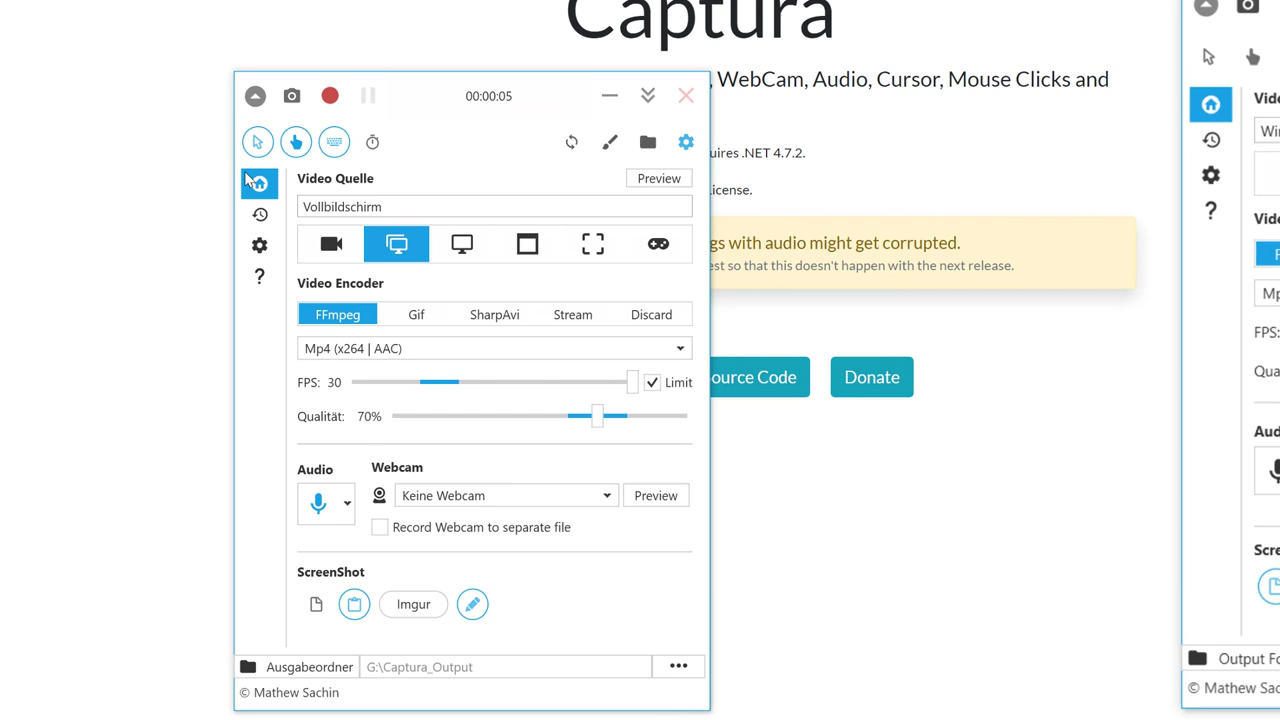 Captura
, WebCam, Audio, Cursor, Mouse Clicks and
00:00:05
uires .NET 4.7.2.
icense.
gs with audio might get corrupted.
est so that this doesn't happen with the next release.
ource Code
Donate
Video Quelle
Preview
Vollbildschirm
Video Encoder
FFmpeg
Gif
SharpAvi
Stream
Discard
Mp4 (x264 | AAC)
FPS: 30
Limit
Qualität: 70%
Audio
Webcam
Keine Webcam
Preview
Record Webcam to separate file
ScreenShot
Imgur
Ausgabeordner
G:\Captura_Output
•••
© Mathew Sachin
?
?
Vide
Win
Vide
F
Mp
FPS:
Qua
Aud
Scre
Output Fo
© Mathew Sac